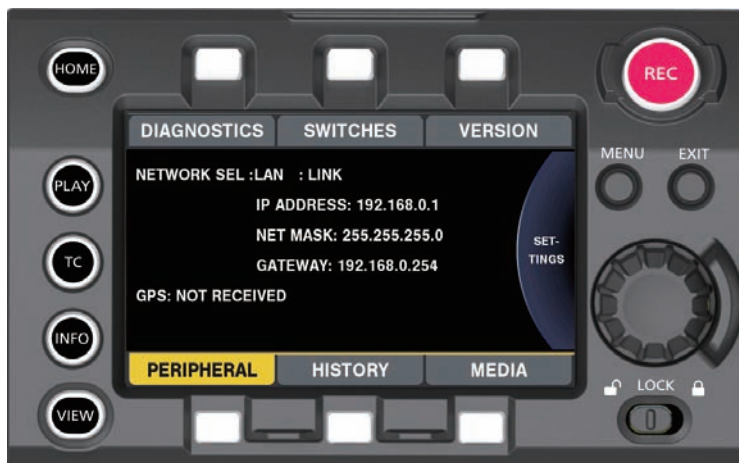 HOME
REC
DIAGNOSTICS SWITCHES VERSION
MENU EXIT
NETWORK SEL :LAN : LINK
PLAY
IP ADDRESS: 192.168.0.1
NET MASK: 255.255.255.0
SET-
TINGS
TC
GATEWAY: 192.168.0.254
GPS: NOT RECEIVED
INFO
PERIPHERAL HISTORY MEDIA
LOCK
VIEW